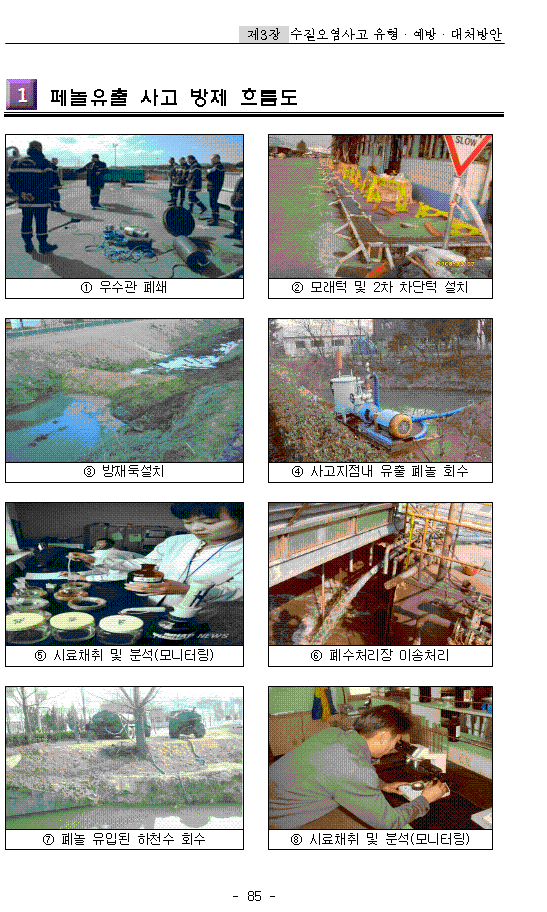 제3장 수질오염사고 유형 · 예방 · 대처방안
1 페놀유출 사고 방제 흐름도
SLOW
① 우수관 폐쇄
② 모래턱 및 2차 차단턱 설치
③ 방재둑설치
④ 사고지점내 유출 페놀 회수
YONHAP NEWS
⑤ 시료채취 및 분석(모니터링)
⑥ 폐수처리장 이송처리
⑦ 페놀 유입된 하천수 회수
⑧ 시료채취 및 분석(모니터링)
- 85 -